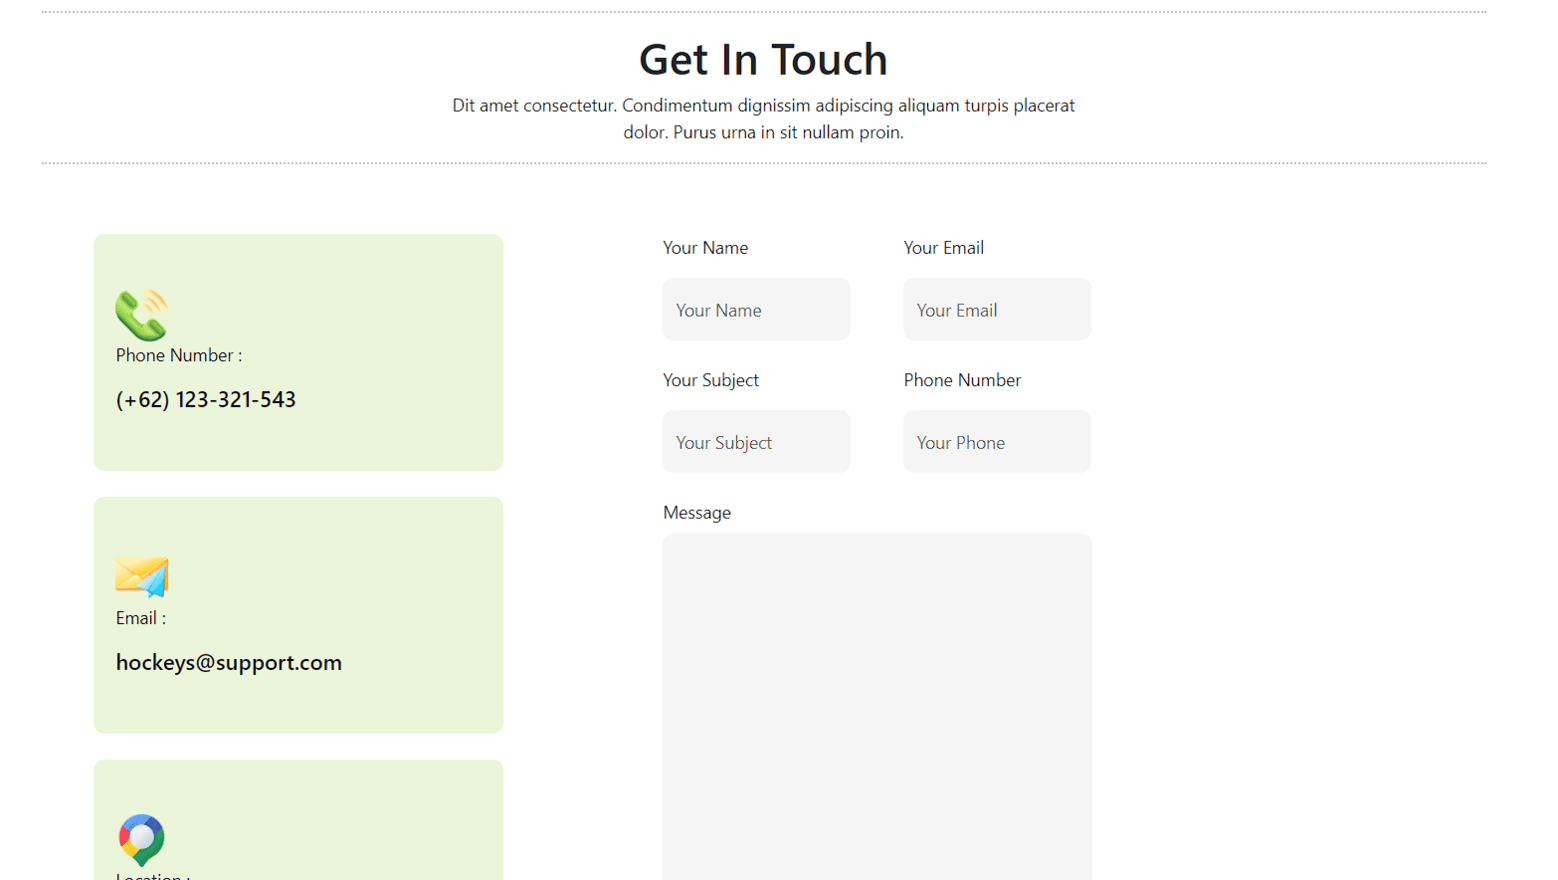 Get In Touch
Dit amet consectetur. Condimentum dignissim adipiscing aliquam turpis placerat
dolor. Purus urna in sit nullam proin.
Phone Number :
(+62) 123-321-543
Email :
hockeys@support.com
Location :
Your Name
Your Email
Your Name
Your Email
Your Subject
Phone Number
Your Subject
Your Phone
Message